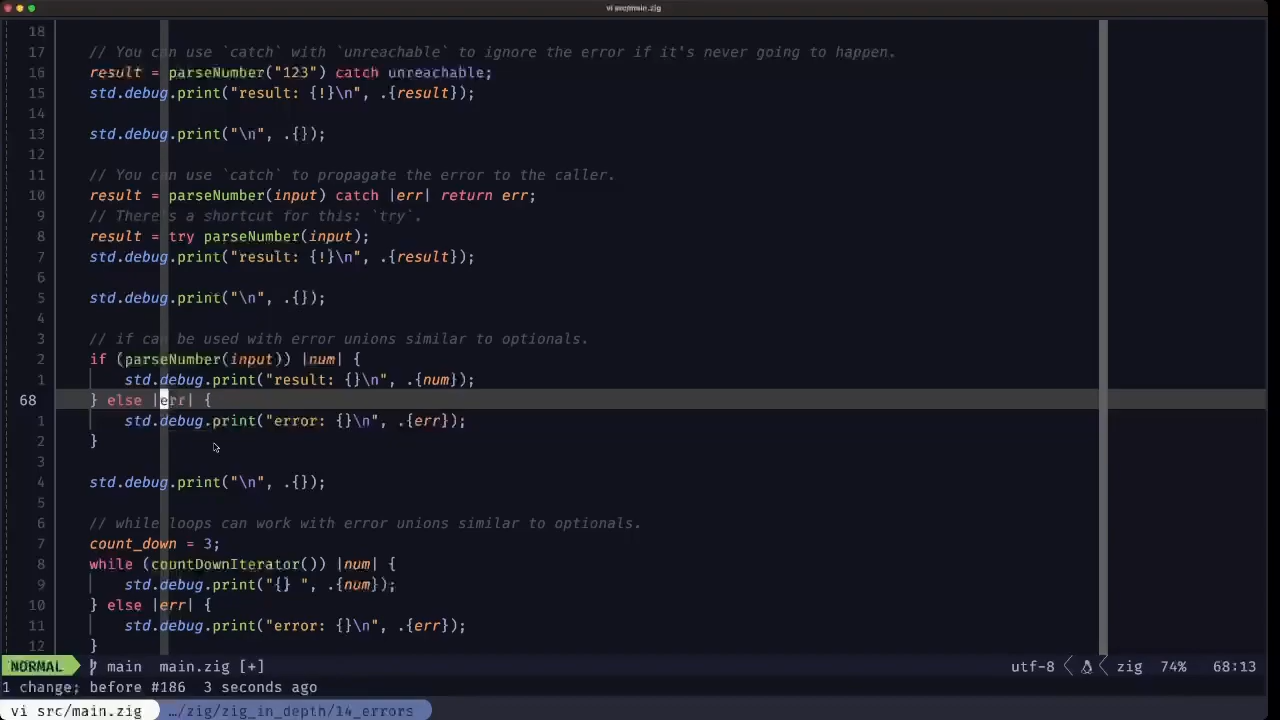 vi src/main.zig
18
17 // You can use `catch` with `unreachable` to ignore the error if it's never going to happen.
16 result = parseNumber("123") catch unreachable;
15 std.debug.print("result: {!}\n", .{result});
14
13 std.debug.print("\n", .{});
12
11 // You can use `catch` to propagate the error to the caller.
10 result = parseNumber(input) catch |err| return err;
9 // There's a shortcut for this: `try`.
8 result = try parseNumber(input);
7 std.debug.print("result: {!}\n", .{result});
6
5 std.debug.print("\n", .{});
4
3 // if can be used with error unions similar to optionals.
2 if (parseNumber(input)) |num| {
1 std.debug.print("result: {}\n", .{num});
68 } else |err| {
1 std.debug.print("error: {}\n", .{err});
2 }
3
4 std.debug.print("\n", .{});
5
6 // while loops can work with error unions similar to optionals.
7 count_down = 3;
8 while (countDownIterator()) |num| {
9 std.debug.print("{} ", .{num});
10 } else |err| {
11 std.debug.print("error: {}\n", .{err});
12 }
NORMAL main main.zig [+] utf-8 zig 74% 68:13
1 change; before #186 3 seconds ago
vi src/main.zig …/zig/zig_in_depth/14_errors